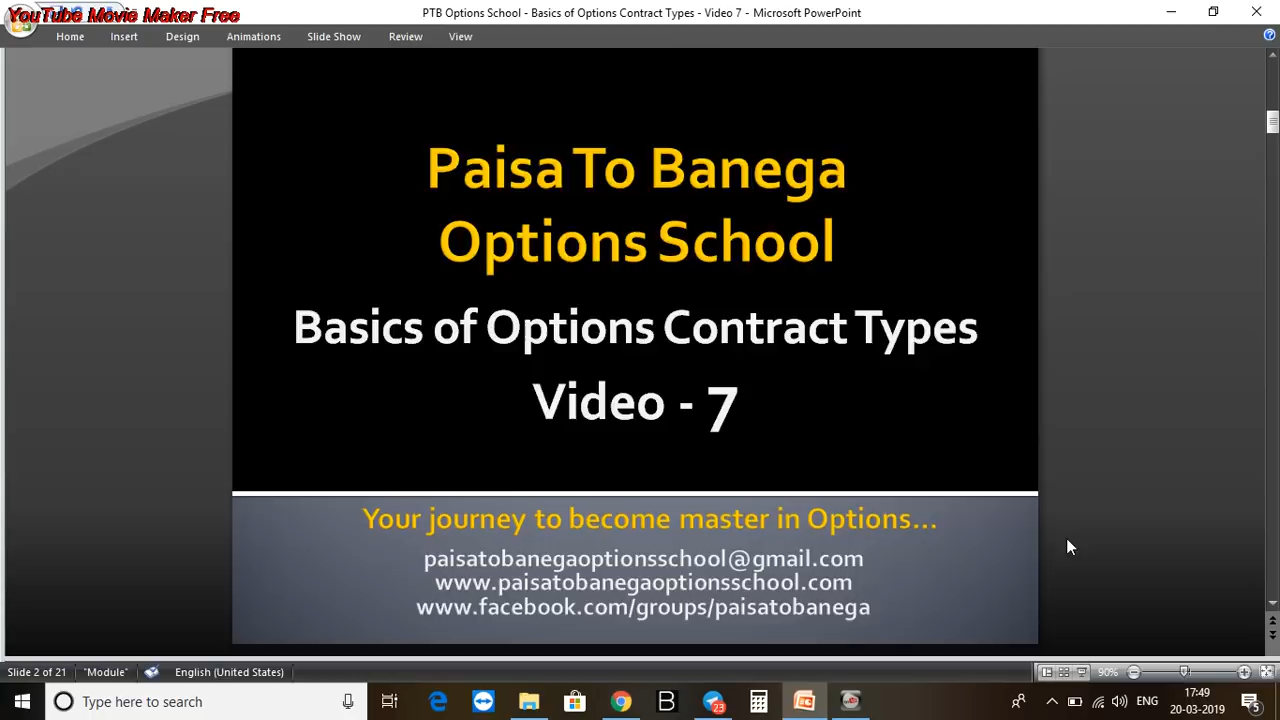 YouTube Movie Maker Free
PTB Options School - Basics of Options Contract Types - Video 7 - Microsoft PowerPoint
Home Insert Design Animations Slide Show Review View
Paisa To Banega
Options School
Basics of Options Contract Types
Video - 7
Your journey to become master in Options...
paisatobanegaoptionsschool@gmail.com
www.paisatobanegaoptionsschool.com
www.facebook.com/groups/paisatobanega
Slide 2 of 21 "Module" English (United States) 90%
Type here to search 23 ENG 17:49
20-03-2019 5